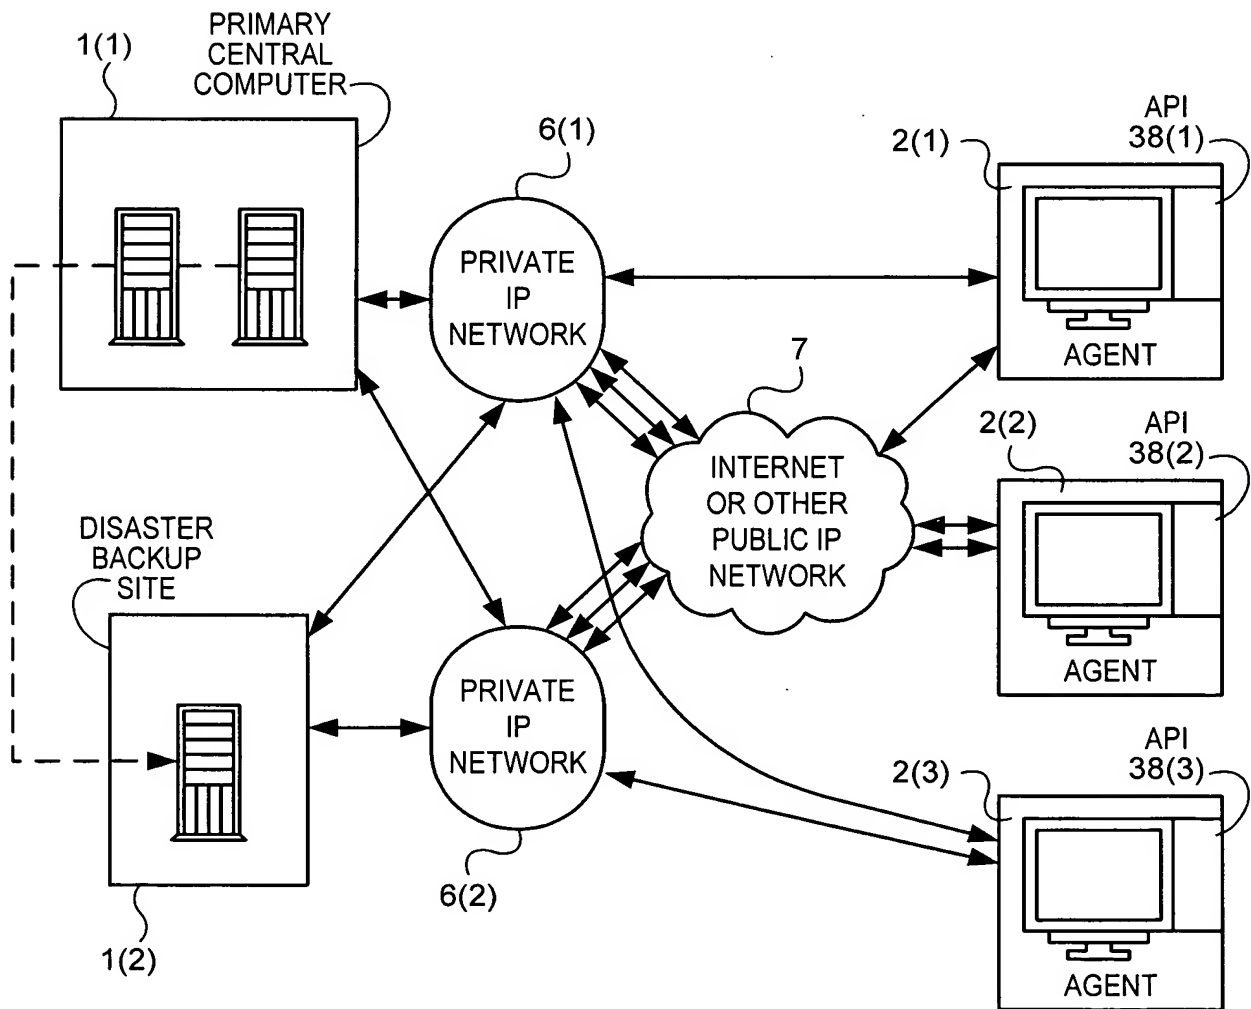 PRIMARY
CENTRAL
COMPUTER
1(1)
6(1)
PRIVATE
IP
NETWORK
2(1)
API
38(1)
AGENT
7
INTERNET
OR OTHER
PUBLIC IP
NETWORK
2(2)
API
38(2)
AGENT
DISASTER
BACKUP
SITE
1(2)
PRIVATE
IP
NETWORK
6(2)
2(3)
API
38(3)
AGENT